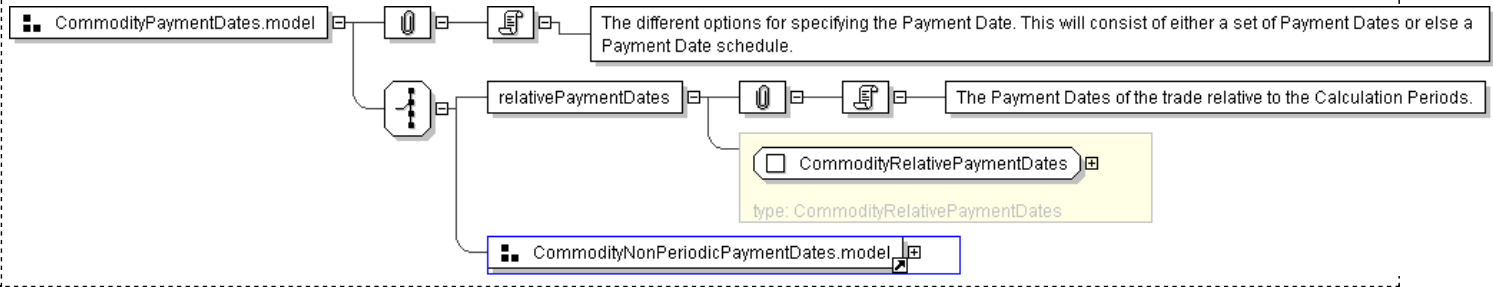 CommodityPaymentDates.model
The different options for specifying the Payment Date. This will consist of either a set of Payment Dates or else a
Payment Date schedule.
relativePaymentDates
The Payment Dates of the trade relative to the Calculation Periods.
CommodityRelativePaymentDates
type: CommodityRelativePaymentDates
CommodityNonPeriodicPaymentDates.model